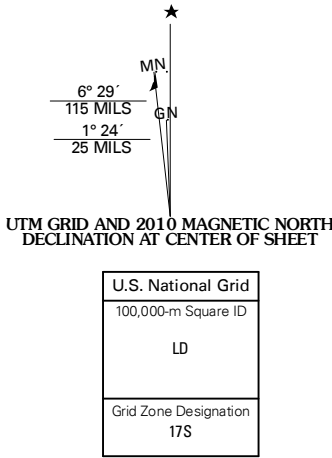 MN.
6° 29´
115 MILS
GN
1° 24´
25 MILS
UTM GRID AND 2010 MAGNETIC NORTH
DECLINATION AT CENTER OF SHEET
U.S. National Grid
100,000-m Square ID
LD
Grid Zone Designation
17S